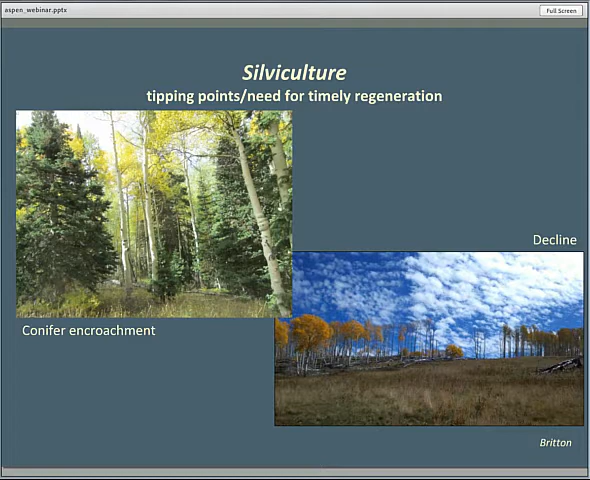 aspen_webinar.pptx
Full Screen
Silviculture
tipping points/need for timely regeneration
Decline
Conifer encroachment
Britton